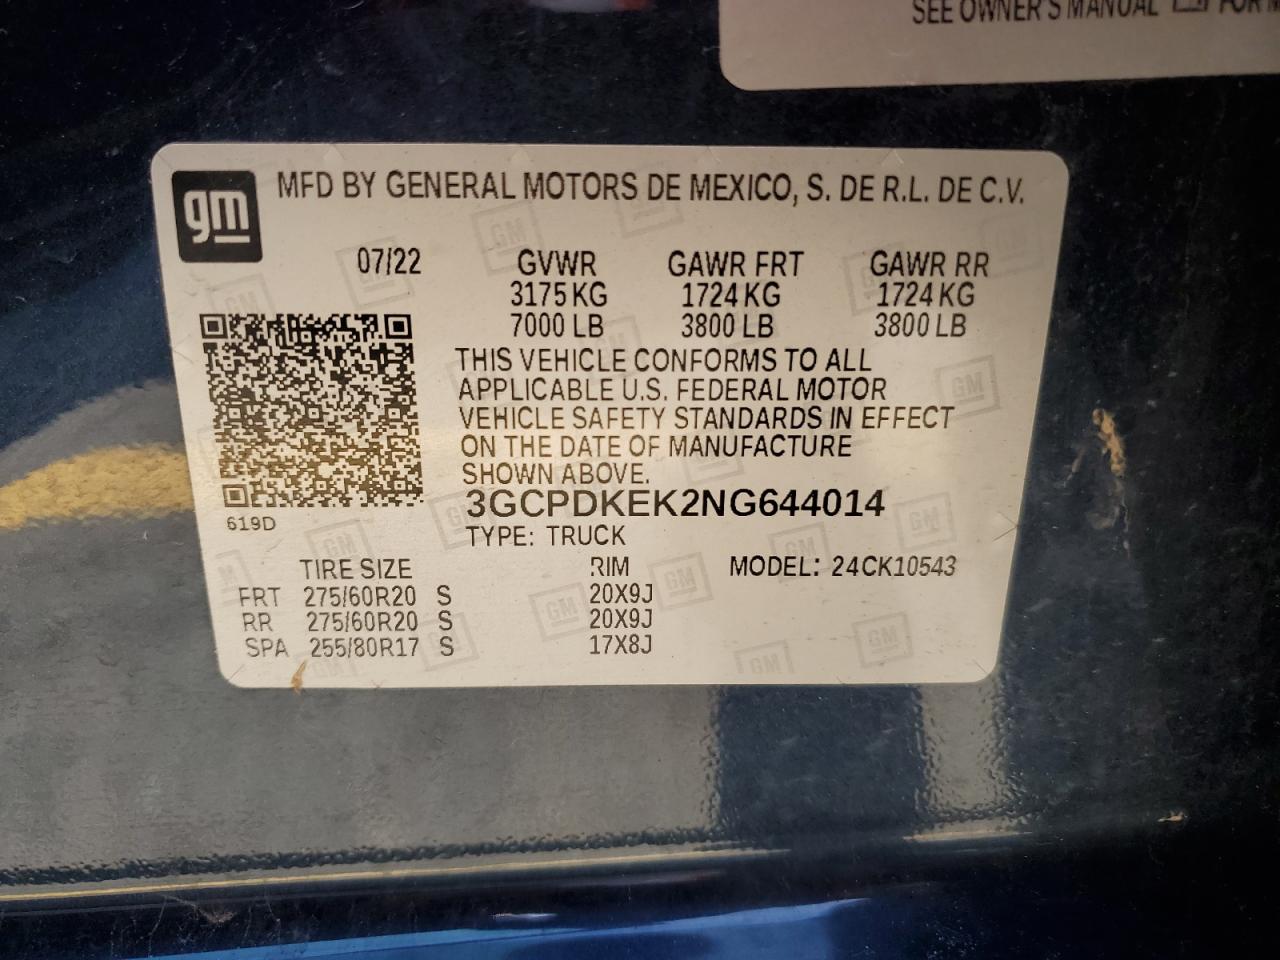 SEE OWNER'S MANUAL FOR
gm MFD BY GENERAL MOTORS DE MEXICO, S. DE R.L. DE C.V.
07/22 GVWR GAWR FRT GAWR RR
3175 KG 1724 KG 1724 KG
7000 LB 3800 LB 3800 LB
THIS VEHICLE CONFORMS TO ALL
APPLICABLE U.S. FEDERAL MOTOR
VEHICLE SAFETY STANDARDS IN EFFECT
ON THE DATE OF MANUFACTURE
SHOWN ABOVE.
3GCPDKEK2NG644014
619D
TYPE: TRUCK
TIRE SIZE RIM MODEL: 24CK10543
FRT 275/60R20 S 20X9J
RR 275/60R20 S 20X9J
SPA 255/80R17 S 17X8J